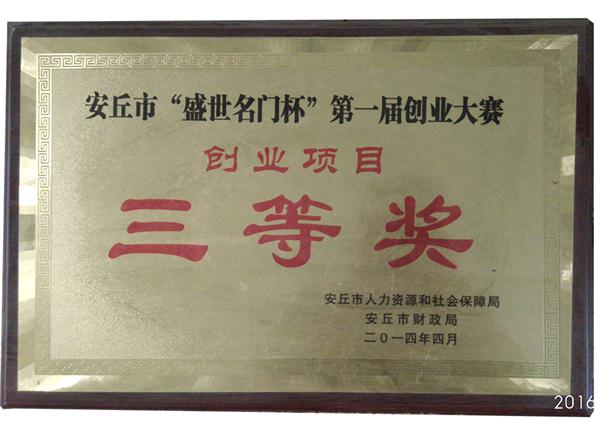 安丘市“盛世名门杯”第一届创业大赛
创业项目
三等奖
安丘市人力资源和社会保障局
安丘市财政局
二〇一四年四月
2016